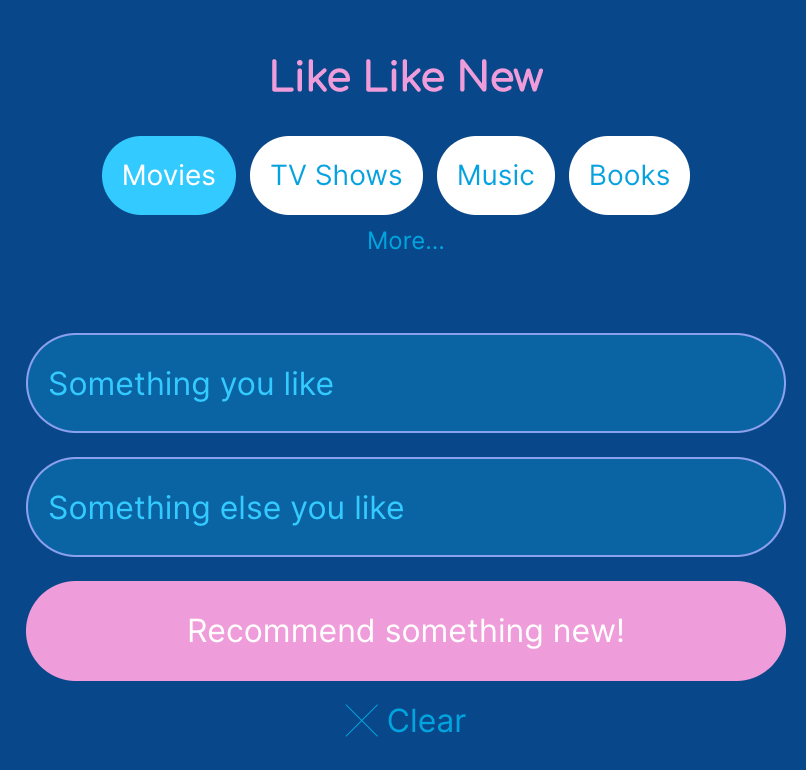 Like Like New
Movies TV Shows Music Books
More...
Something you like
Something else you like
Recommend something new!
Clear